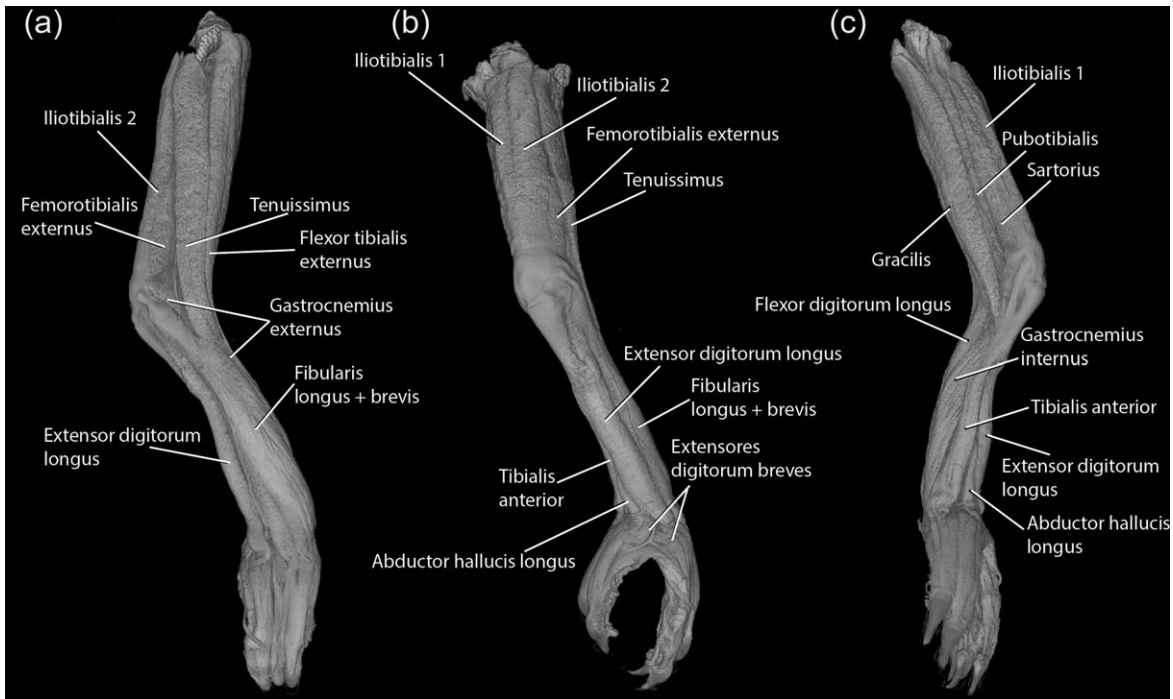 (a)
Iliotibialis 2
Femorotibialis
externus
Tenuissimus
Flexor tibialis
externus
Gastrocnemius
externus
Fibularis
longus + brevis
Extensor digitorum
longus
(b)
Iliotibialis 1
Iliotibialis 2
Femorotibialis externus
Tenuissimus
Extensor digitorum longus
Fibularis
longus + brevis
Extensores
digitorum breves
Tibialis
anterior
Abductor hallucis longus
(c)
Iliotibialis 1
Pubotibialis
Sartorius
Gracilis
Flexor digitorum longus
Gastrocnemius
internus
Tibialis anterior
Extensor digitorum
longus
Abductor hallucis
longus